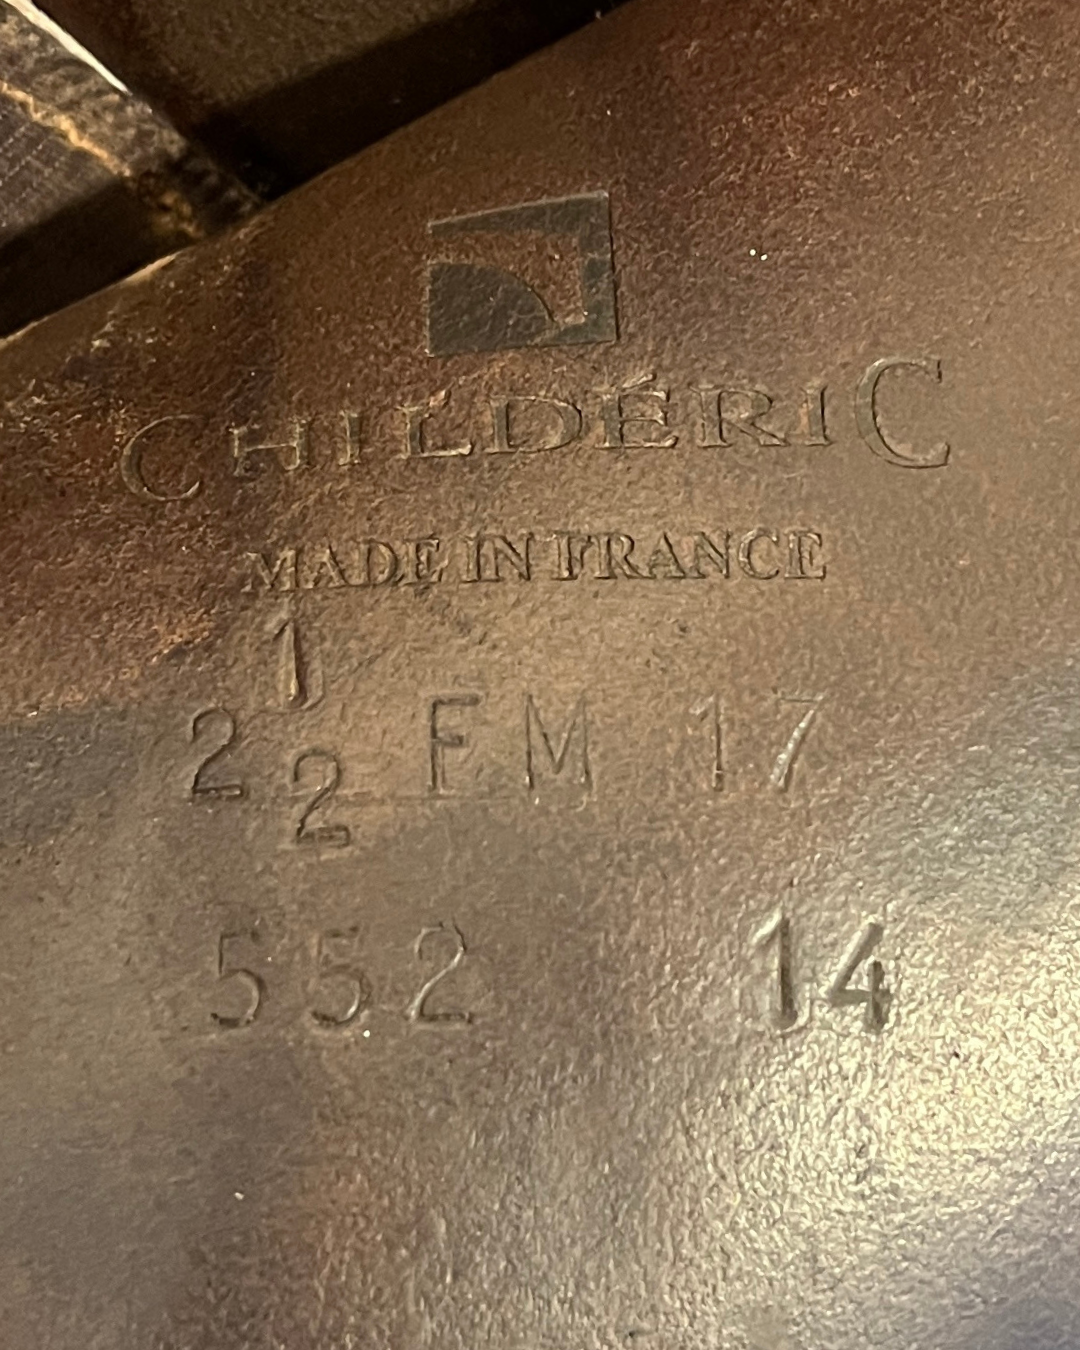 CHILDÉRIC
MADE IN FRANCE
1
2 FM 17
2
552 14